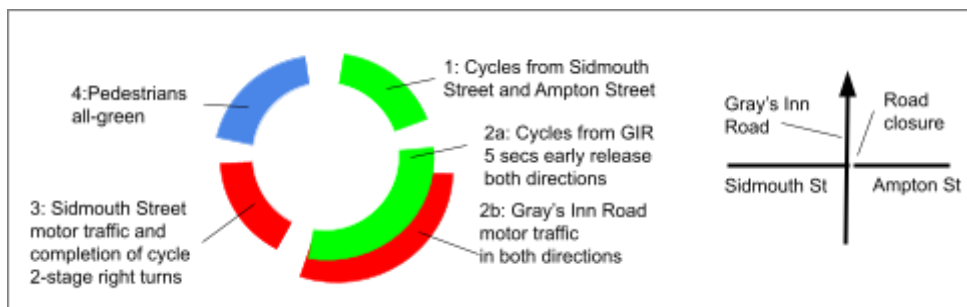 1: Cycles from Sidmouth
Street and Ampton Street
2a: Cycles from GIR
5 secs early release
both directions
2b: Gray's Inn Road
motor traffic
in both directions
3: Sidmouth Street
motor traffic and
completion of cycle
2-stage right turns
4:Pedestrians
all-green
Gray's Inn
Road
Road
closure
Sidmouth St
Ampton St